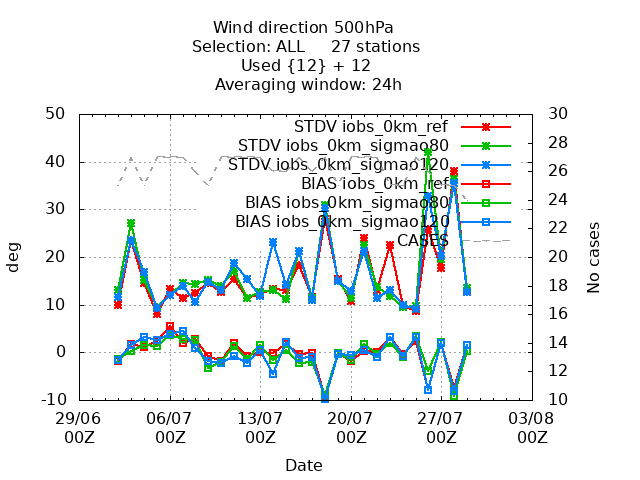 Wind direction 500hPa
Selection: ALL 27 stations
Used {12} + 12
Averaging window: 24h
50
40
30
20
10
0
-10
deg
30
28
26
24
22
20
18
16
14
12
10
No cases
STDV iobs_0km_ref
STDV iobs_0km_sigmao80
STDV iobs_0km_sigmao120
BIAS iobs_0km_ref
BIAS iobs_0km_sigmao80
BIAS iobs_0km_sigmao120
CASES
29/06 06/07 13/07 20/07 27/07 03/08
00Z 00Z 00Z 00Z 00Z 00Z
Date